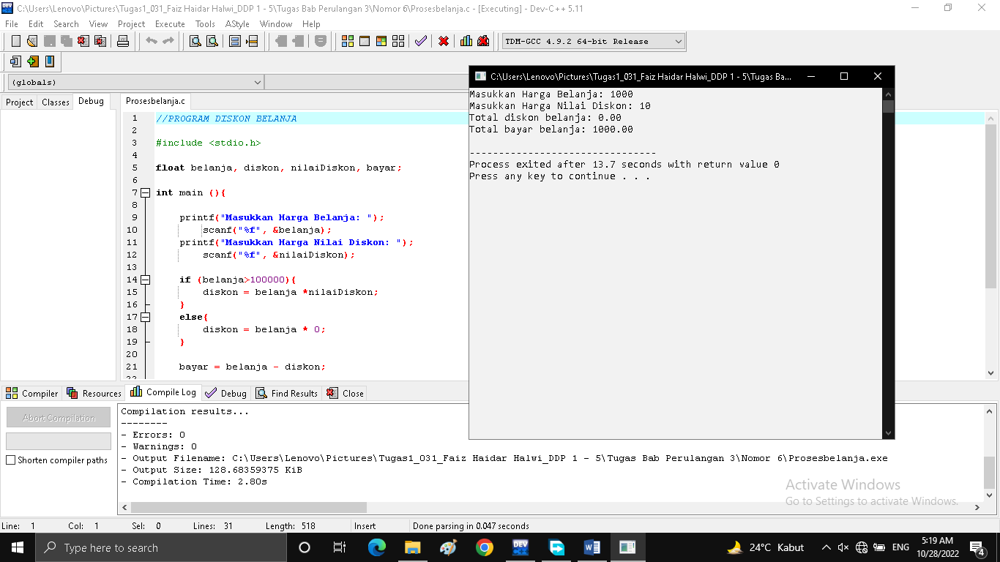 C:\Users\Lenovo\Pictures\Tugas1_031_Faiz Haidar Halwi_DDP 1 - 5\Tugas Bab Perulangan 3\Nomor 6\Prosesbelanja.c - [Executing] - Dev-C++ 5.11
File Edit Search View Project Execute Tools AStyle Window Help
TDM-GCC 4.9.2 64-bit Release
(globals)
Project Classes Debug
Prosesbelanja.c
1 //PROGRAM DISKON BELANJA
2
3 #include <stdio.h>
4
5 float belanja, diskon, nilaiDiskon, bayar;
6
7 int main (){
8
9 printf("Masukkan Harga Belanja: ");
10 scanf("%f", &belanja);
11 printf("Masukkan Harga Nilai Diskon: ");
12 scanf("%f", &nilaiDiskon);
13
14 if (belanja>100000){
15 diskon = belanja *nilaiDiskon;
16 }
17 else{
18 diskon = belanja * 0;
19 }
20
21 bayar = belanja - diskon;
22
C:\Users\Lenovo\Pictures\Tugas1_031_Faiz Haidar Halwi_DDP 1 - 5\Tugas Ba...
Masukkan Harga Belanja: 1000
Masukkan Harga Nilai Diskon: 10
Total diskon belanja: 0.00
Total bayar belanja: 1000.00
--------------------------------
Process exited after 13.7 seconds with return value 0
Press any key to continue . . .
Compiler Resources Compile Log Debug Find Results Close
Abort Compilation
Shorten compiler paths
Compilation results...
--------
- Errors: 0
- Warnings: 0
- Output Filename: C:\Users\Lenovo\Pictures\Tugas1_031_Faiz Haidar Halwi_DDP 1 - 5\Tugas Bab Perulangan 3\Nomor 6\Prosesbelanja.exe
- Output Size: 128.68359375 KiB
- Compilation Time: 2.80s
Activate Windows
Go to Settings to activate Windows.
Line: 1 Col: 1 Sel: 0 Lines: 31 Length: 518 Insert Done parsing in 0.047 seconds
Type here to search
24°C Kabut
ENG
5:19 AM
10/28/2022
4